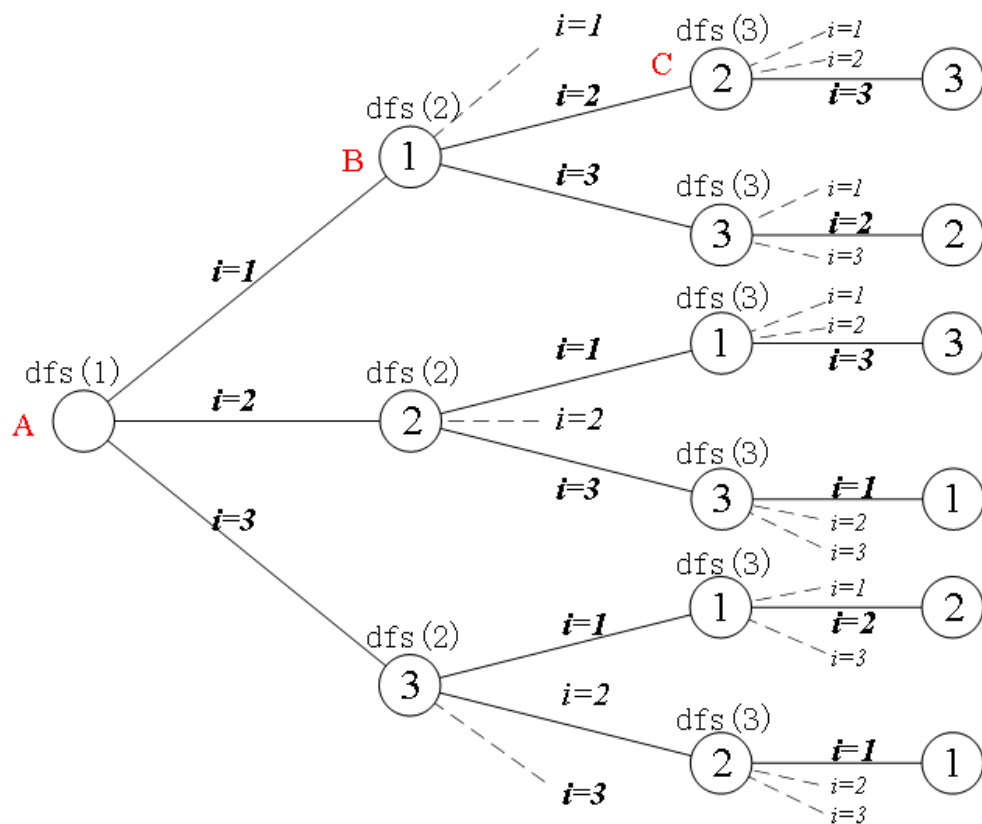 i=1
dfs(3)
i=1
C
2
i=2
3
i=2
i=3
dfs(2)
B
1
i=3
dfs(3)
i=1
3
i=2
2
i=3
i=1
dfs(3)
i=1
i=2
1
3
i=1
i=3
dfs(1)
dfs(2)
A
i=2
2
i=2
dfs(3)
i=3
3
i=1
1
i=2
i=3
i=3
dfs(3)
i=1
1
i=2
2
i=1
i=3
dfs(2)
3
i=2
dfs(3)
2
i=1
1
i=2
i=3
i=3